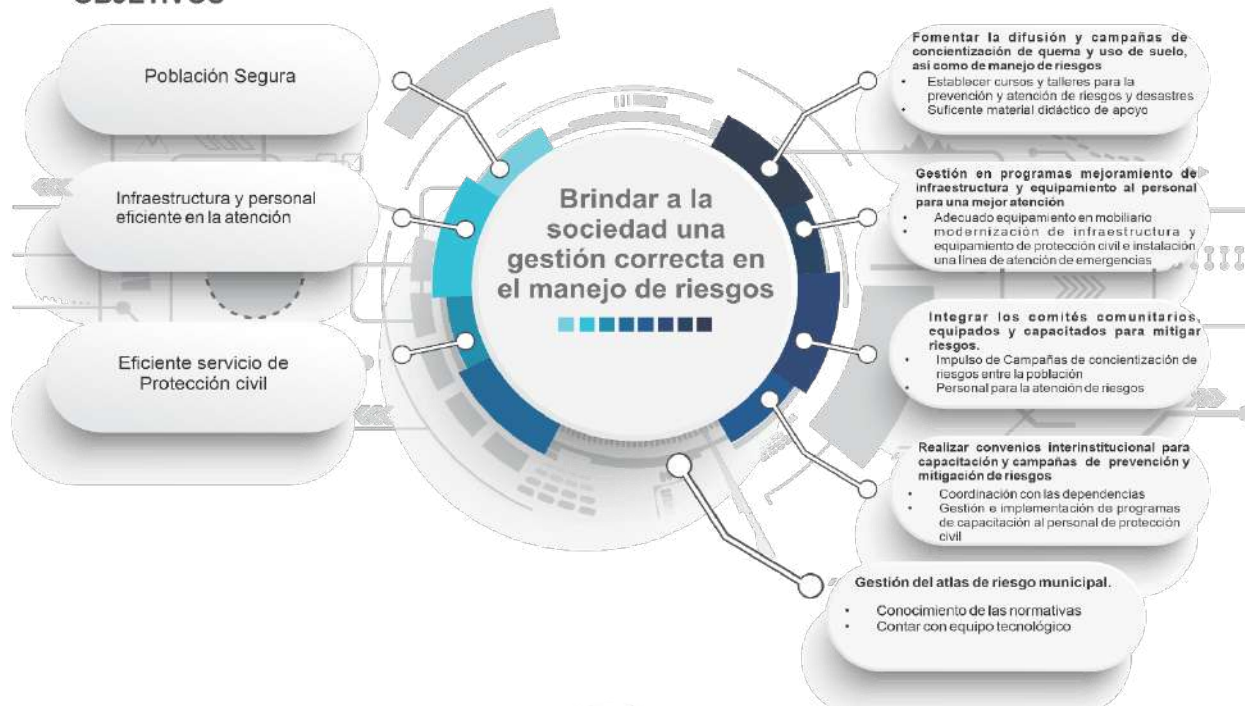 OBJETIVOS
Población Segura
Infraestructura y personal
eficiente en la atención
Eficiente servicio de
Protección civil
Brindar a la
sociedad una
gestión correcta en
el manejo de riesgos
Fomentar la difusión y campañas de
concientización de quema y uso de suelo,
así como de manejo de riesgos
• Establecer cursos y talleres para la
prevención y atención de riesgos y desastres
• Suficente material didáctico de apoyo
Gestión en programas mejoramiento de
infraestructura y equipamiento al personal
para una mejor atención
• Adecuado equipamiento en mobiliario
• modernización de infraestructura y
equipamiento de protección civil e instalación
una línea de atención de emergencias
Integrar los comités comunitarios,
equipados y capacitados para mitigar
riesgos.
• Impulso de Campañas de concientización de
riesgos entre la población
• Personal para la atención de riesgos
Realizar convenios interinstitucional para
capacitación y campañas de prevención y
mitigación de riesgos
• Coordinación con las dependencias
• Gestión e implementación de programas
de capacitación al personal de protección
civil
Gestión del atlas de riesgo municipal.
• Conocimiento de las normativas
• Contar con equipo tecnológico